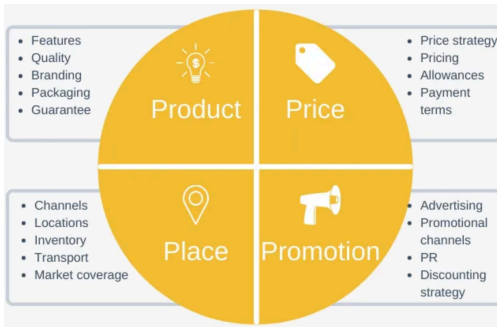 Features
Quality
Branding
Packaging
Guarantee
Product
Price
Price strategy
Pricing
Allowances
Payment
terms
Channels
Locations
Inventory
Transport
Market coverage
Place
Promotion
Advertising
Promotional
channels
PR
Discounting
strategy